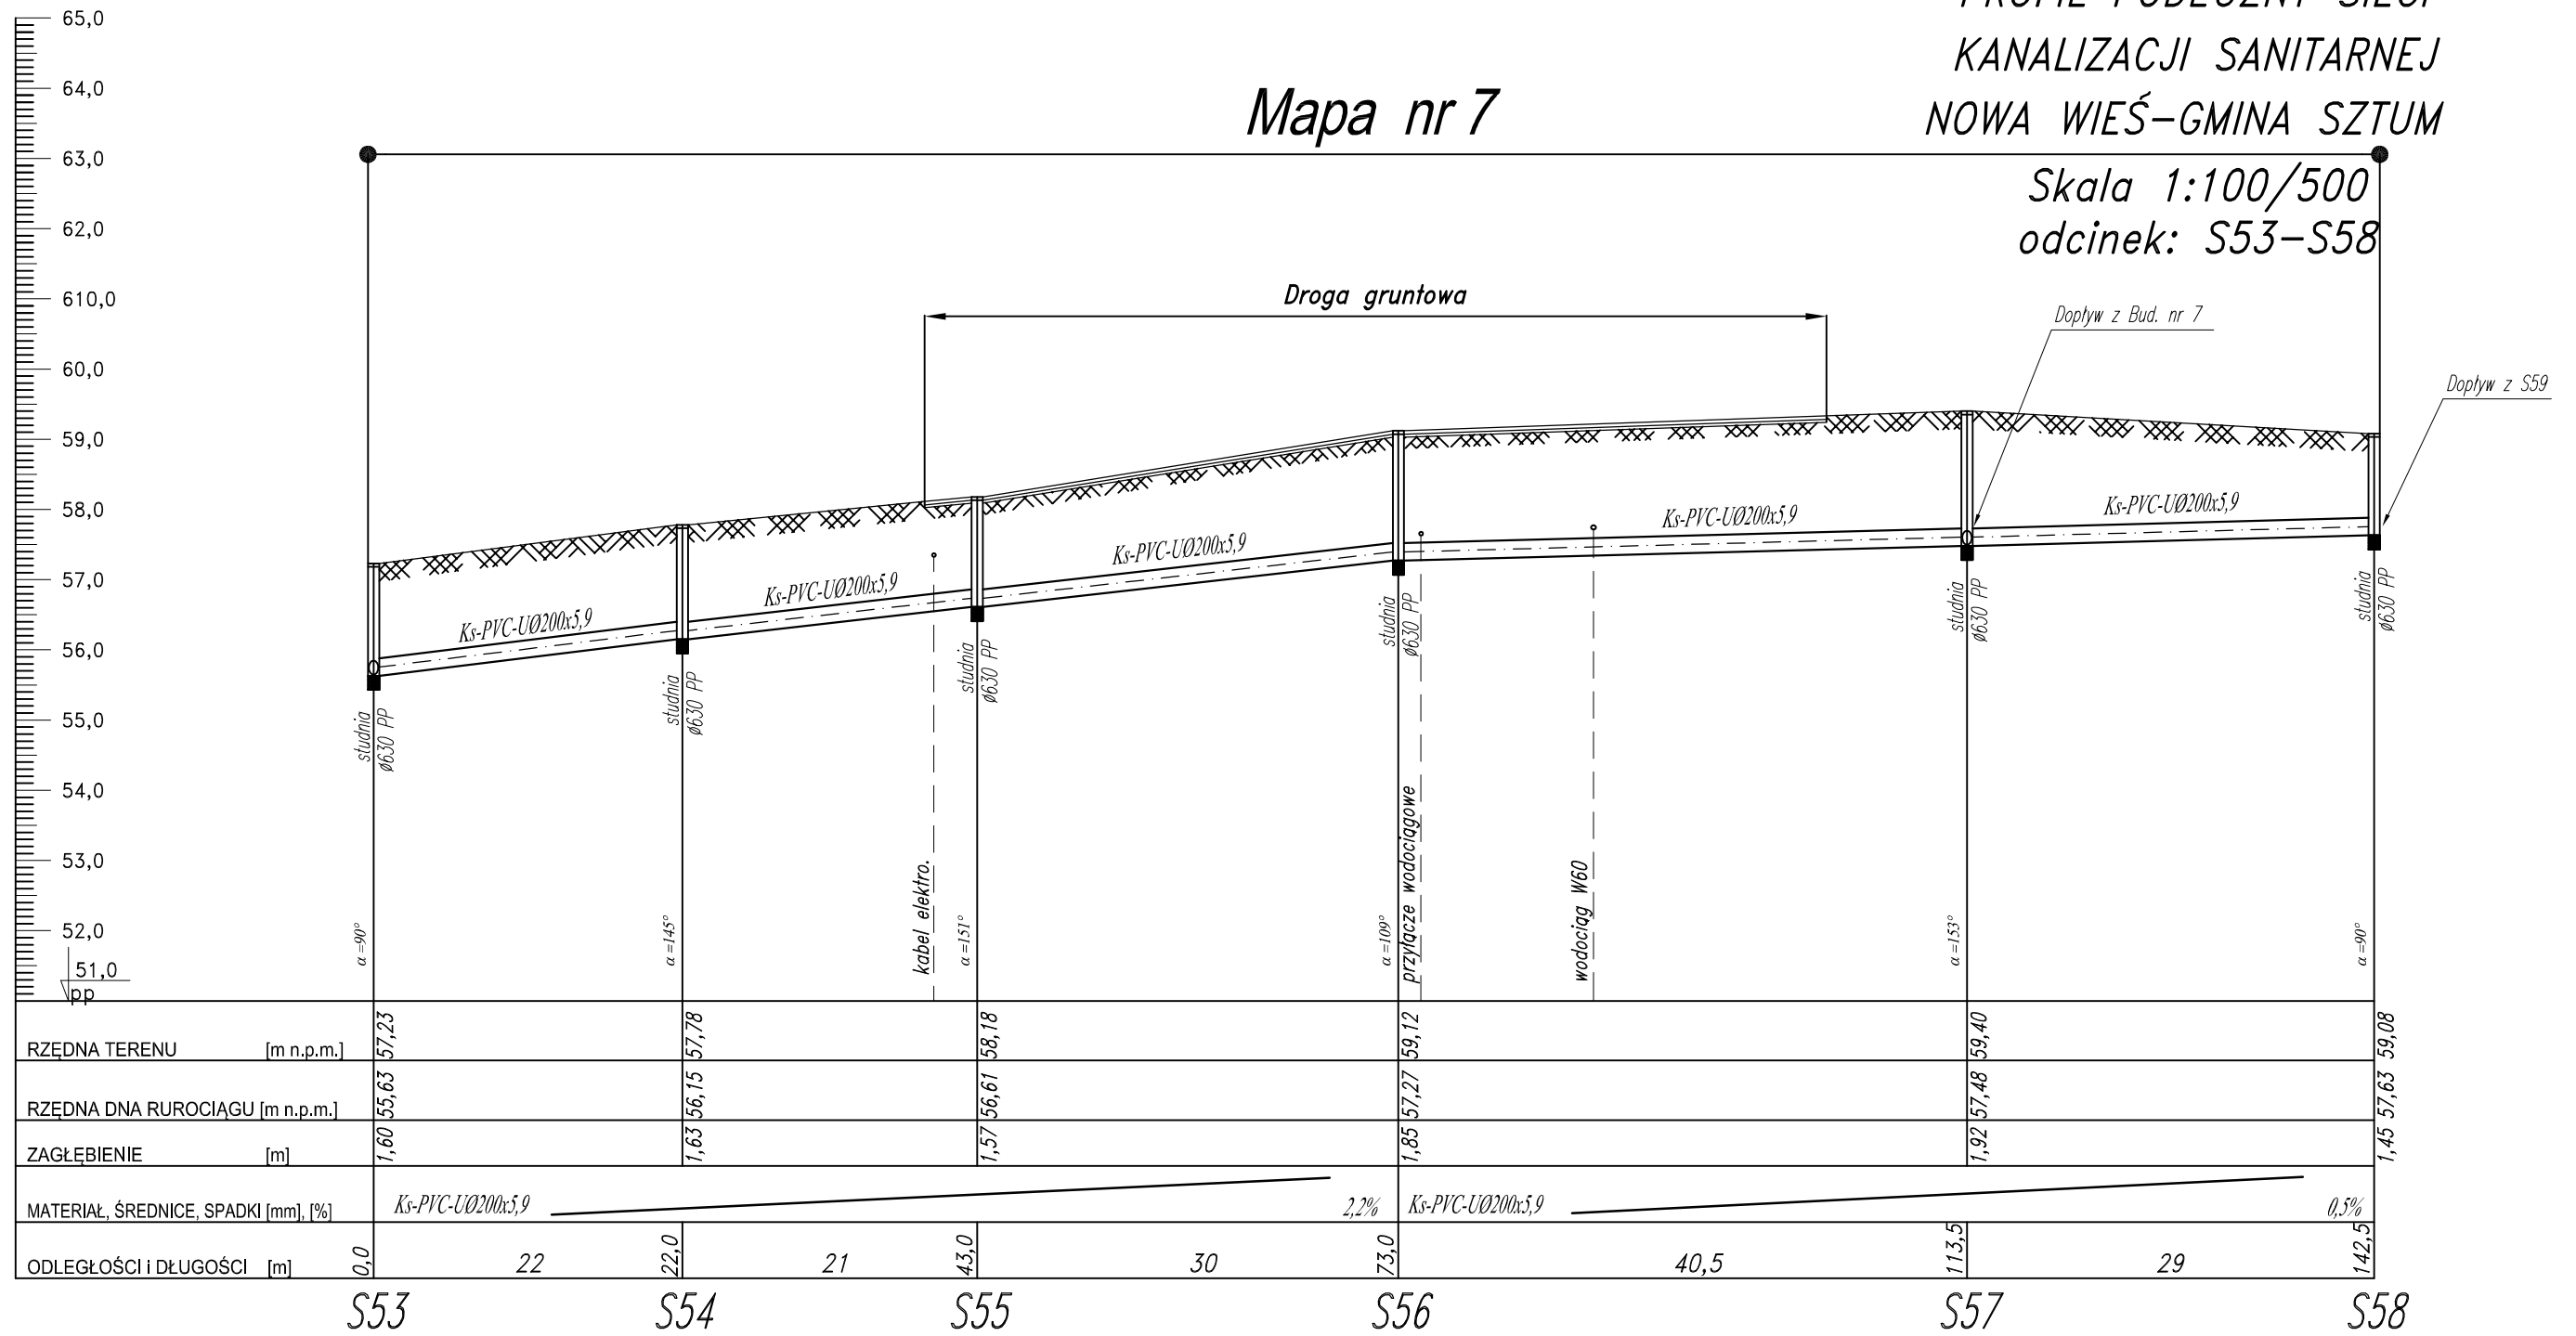 PROFIL PODŁUŻNY SIECI
KANALIZACJI SANITARNEJ
NOWA WIEŚ-GMINA SZTUM
Skala 1:100/500
odcinek: S53-S58
Mapa nr 7
65,0
64,0
63,0
62,0
610,0
60,0
59,0
58,0
57,0
56,0
55,0
54,0
53,0
52,0
51,0
pp
Droga gruntowa
Dopływ z Bud. nr 7
Dopływ z S59
Ks-PVC-UØ200x5,9
Ks-PVC-UØ200x5,9
Ks-PVC-UØ200x5,9
Ks-PVC-UØ200x5,9
Ks-PVC-UØ200x5,9
studnia
ø630 PP
studnia
ø630 PP
studnia
ø630 PP
studnia
ø630 PP
studnia
ø630 PP
studnia
ø630 PP
α=90°
α=145°
kabel elektro.
α=151°
α=109°
przyłącze wodociągowe
wodociąg W60
α=153°
α=90°
RZĘDNA TERENU [m n.p.m.] 57,23 57,78 58,18 59,12 59,40 59,08
RZĘDNA DNA RUROCIĄGU [m n.p.m.] 55,63 56,15 56,61 57,27 57,48 57,63
ZAGŁĘBIENIE [m] 1,60 1,63 1,57 1,85 1,92 1,45
MATERIAŁ, ŚREDNICE, SPADKI [mm], [%] Ks-PVC-UØ200x5,9 2,2% Ks-PVC-UØ200x5,9 0,5%
ODLEGŁOŚCI i DŁUGOŚCI [m] 0,0 22 22,0 21 43,0 30 73,0 40,5 113,5 29 142,5
S53 S54 S55 S56 S57 S58